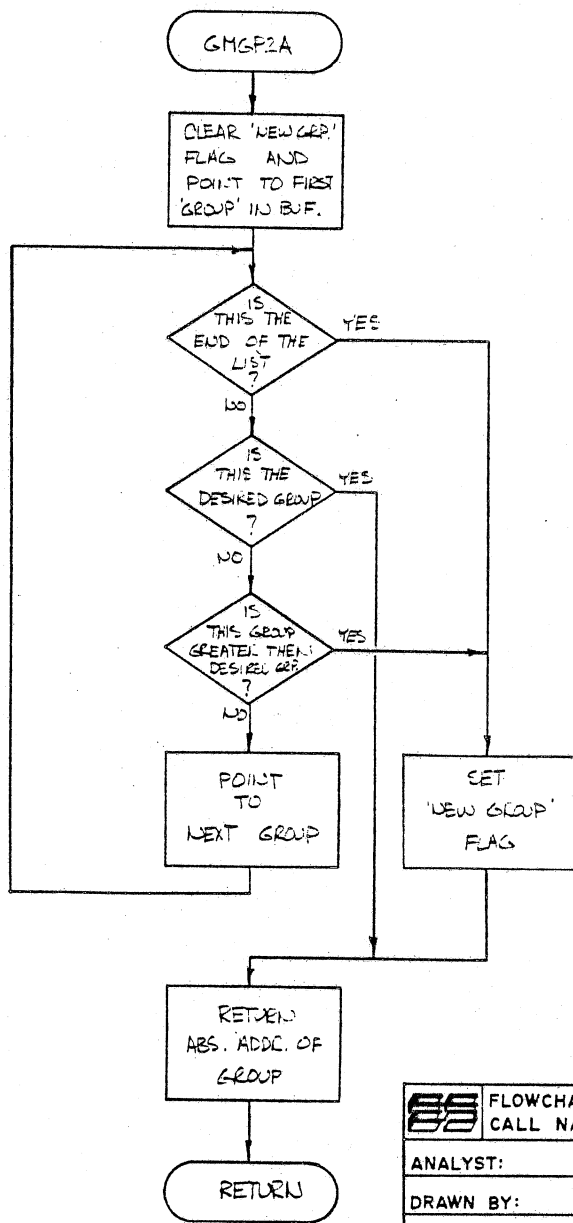 GMGP2A
CLEAR 'NEW GRP.'
FLAG AND
POINT TO FIRST
'GROUP' IN BUF.
IS
THIS THE
END OF THE
LIST
?
YES
NO
IS
THIS THE
DESIRED GROUP
?
YES
NO
IS
THIS GROUP
GREATER THEN
DESIRED GRP.
?
YES
NO
POINT
TO
NEXT GROUP
SET
'NEW GROUP'
FLAG
RETURN
ABS. ADDR. OF
GROUP
RETURN
FLOWCHA
CALL NA
ANALYST:
DRAWN BY: